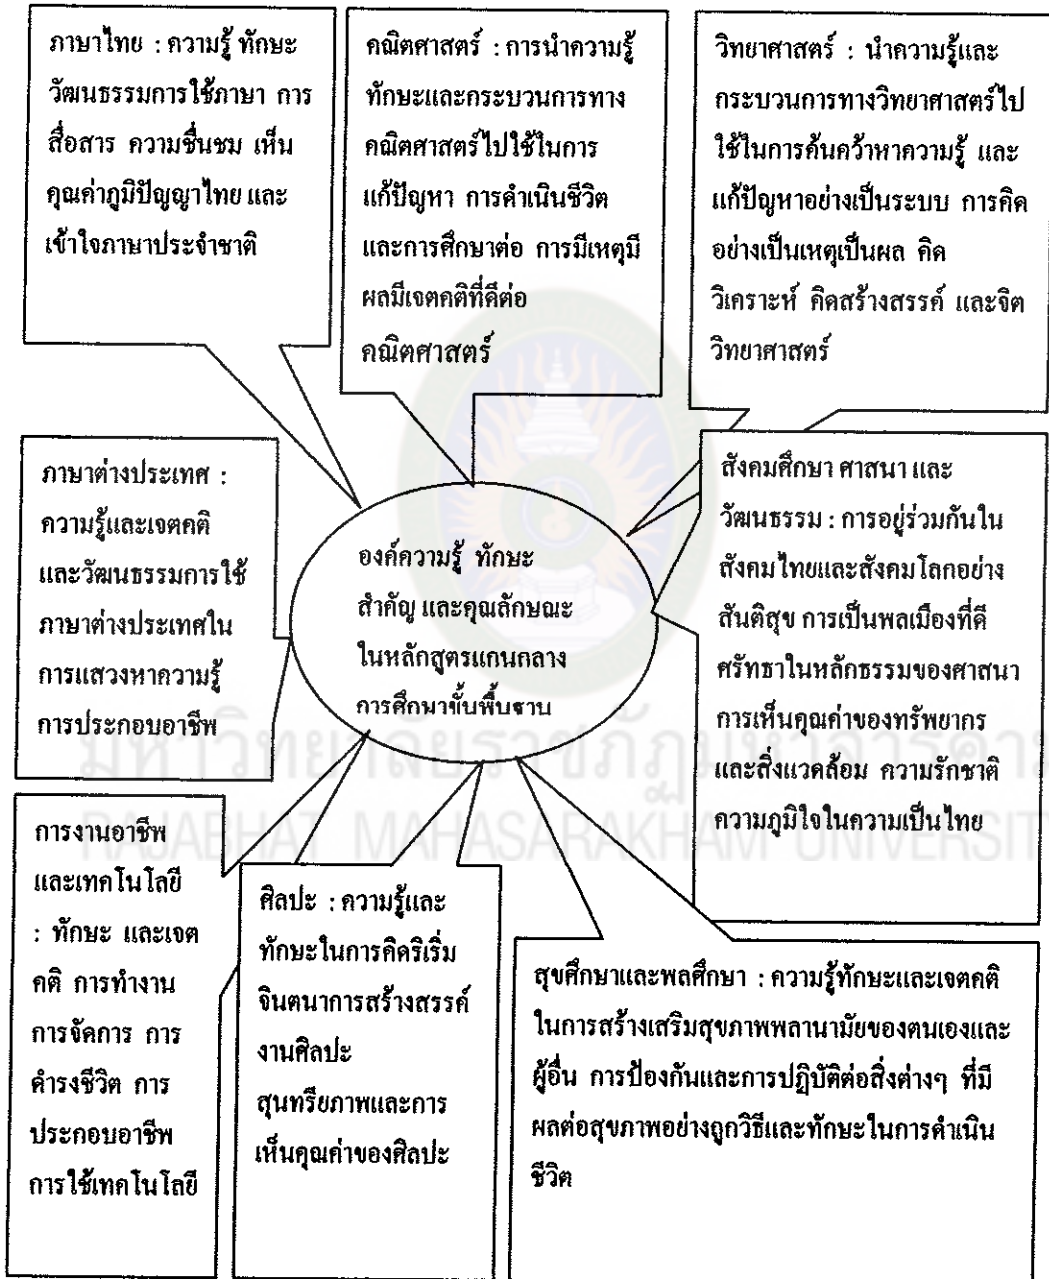 ภาษาไทย : ความรู้ ทักษะ
วัฒนธรรมการใช้ภาษา การ
สื่อสาร ความชื่นชม เห็น
คุณค่าภูมิปัญญาไทย และ
เข้าใจภาษาประจำชาติ
คณิตศาสตร์ : การนำความรู้
ทักษะและกระบวนการทาง
คณิตศาสตร์ไปใช้ในการ
แก้ปัญหา การดำเนินชีวิต
และการศึกษาต่อ การมีเหตุมี
ผลมีเจตคติที่ดีต่อ
คณิตศาสตร์
วิทยาศาสตร์ : นำความรู้และ
กระบวนการทางวิทยาศาสตร์ไป
ใช้ในการค้นคว้าหาความรู้ และ
แก้ปัญหาอย่างเป็นระบบ การคิด
อย่างเป็นเหตุเป็นผล คิด
วิเคราะห์ คิดสร้างสรรค์ และจิต
วิทยาศาสตร์
ภาษาต่างประเทศ :
ความรู้และเจตคติ
และวัฒนธรรมการใช้
ภาษาต่างประเทศใน
การแสวงหาความรู้
การประกอบอาชีพ
องค์ความรู้ ทักษะ
สำคัญ และคุณลักษณะ
ในหลักสูตรแกนกลาง
การศึกษาขั้นพื้นฐาน
สังคมศึกษา ศาสนา และ
วัฒนธรรม : การอยู่ร่วมกันใน
สังคมไทยและสังคมโลกอย่าง
สันติสุข การเป็นพลเมืองที่ดี
ศรัทธาในหลักธรรมของศาสนา
การเห็นคุณค่าของทรัพยากร
และสิ่งแวดล้อม ความรักชาติ
ความภูมิใจในความเป็นไทย
มหาวิทยาลัยราชภัฏมหาสารคาม
RAJABHAT MAHASARAKHAM UNIVERSIT
การงานอาชีพ
และเทคโนโลยี
: ทักษะ และเจต
คติ การทำงาน
การจัดการ การ
ดำรงชีวิต การ
ประกอบอาชีพ
การใช้เทคโนโลยี
ศิลปะ : ความรู้และ
ทักษะในการคิดริเริ่ม
จินตนาการสร้างสรรค์
งานศิลปะ
สุนทรียภาพและการ
เห็นคุณค่าของศิลปะ
สุขศึกษาและพลศึกษา : ความรู้ทักษะและเจตคติ
ในการสร้างเสริมสุขภาพพลานามัยของตนเองและ
ผู้อื่น การป้องกันและการปฏิบัติต่อสิ่งต่างๆ ที่มี
ผลต่อสุขภาพอย่างถูกวิธีและทักษะในการดำเนิน
ชีวิต